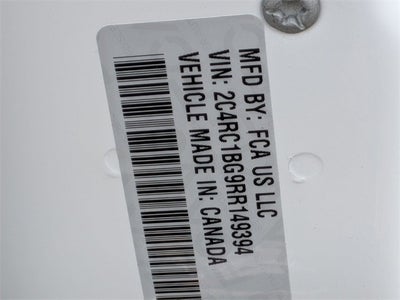 MFD BY: FCA US LLC
VIN: 2C4RC1BG9RR149394
VEHICLE MADE IN: CANADA